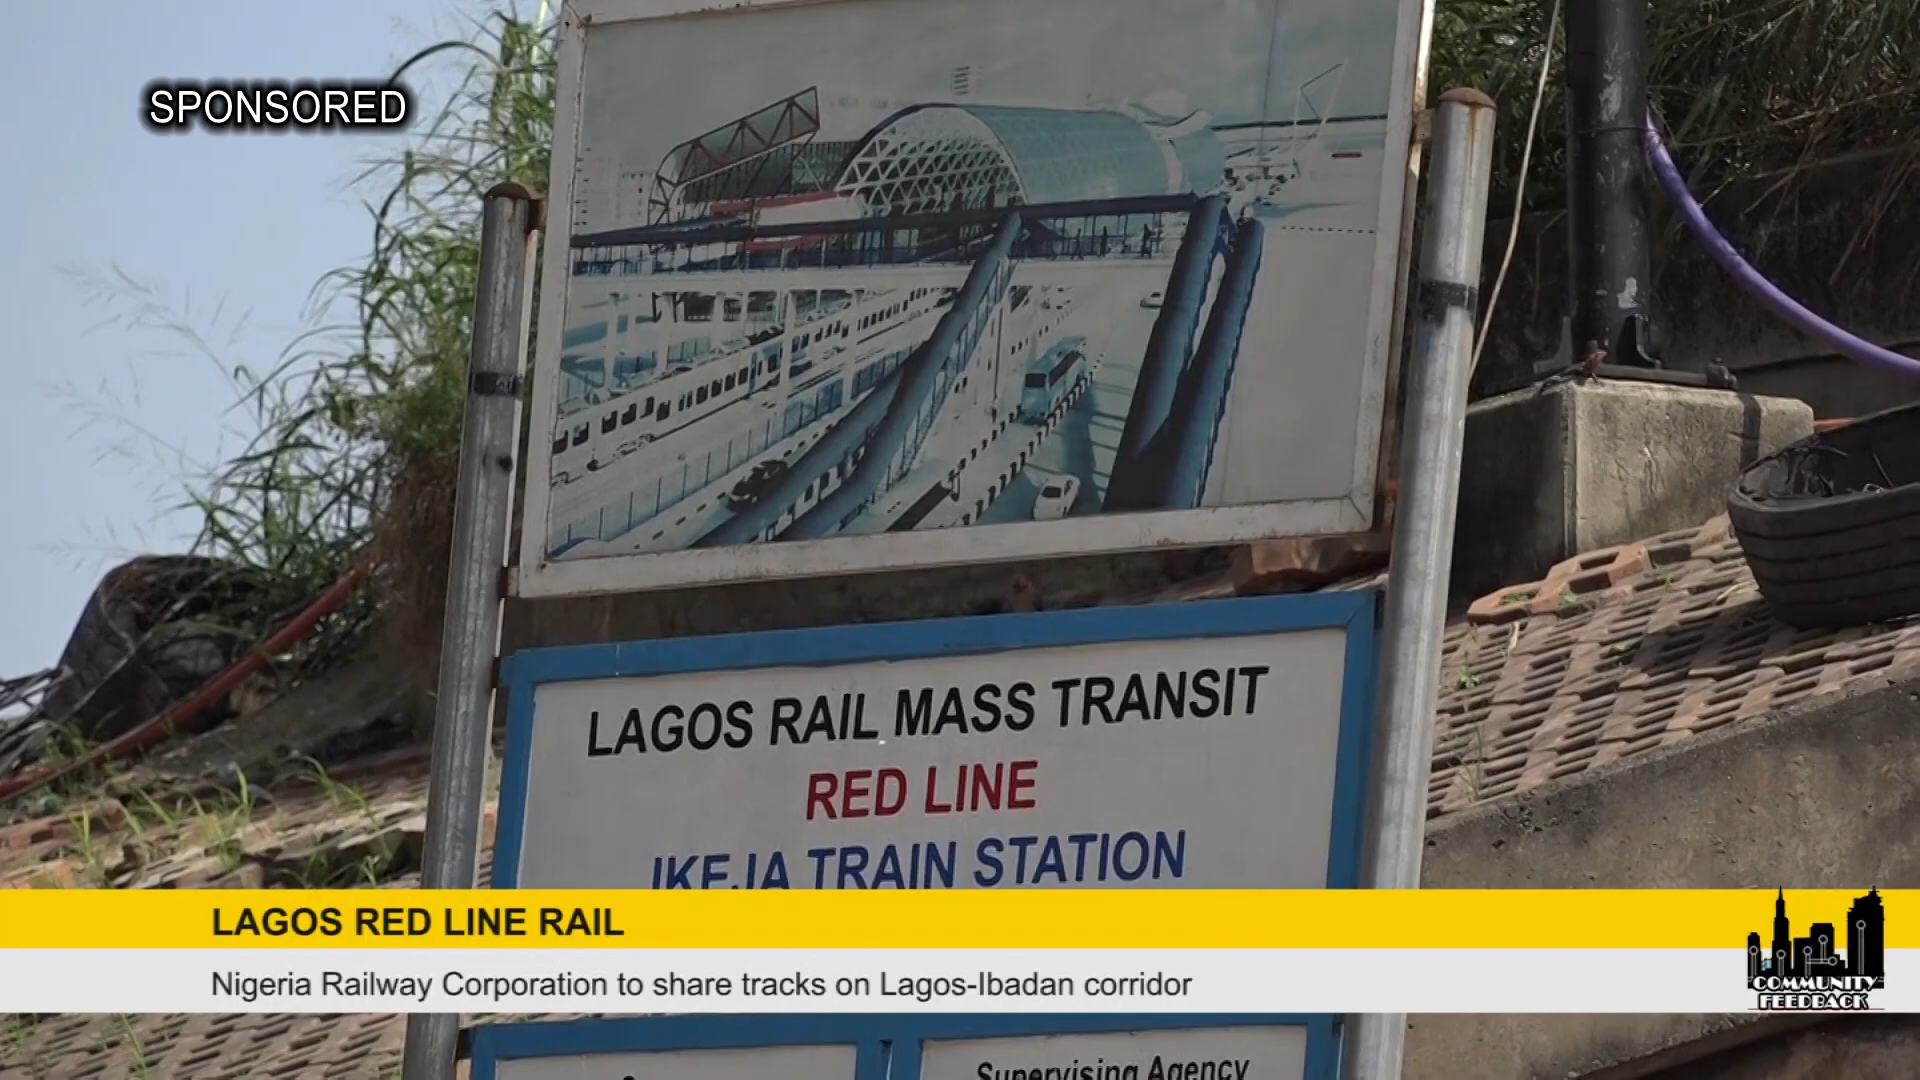 SPONSORED
LAGOS RAIL MASS TRANSIT
RED LINE
IKEJA TRAIN STATION
LAGOS RED LINE RAIL
Nigeria Railway Corporation to share tracks on Lagos-Ibadan corridor
COMMUNITY
FEEDBACK
Supervising Agency